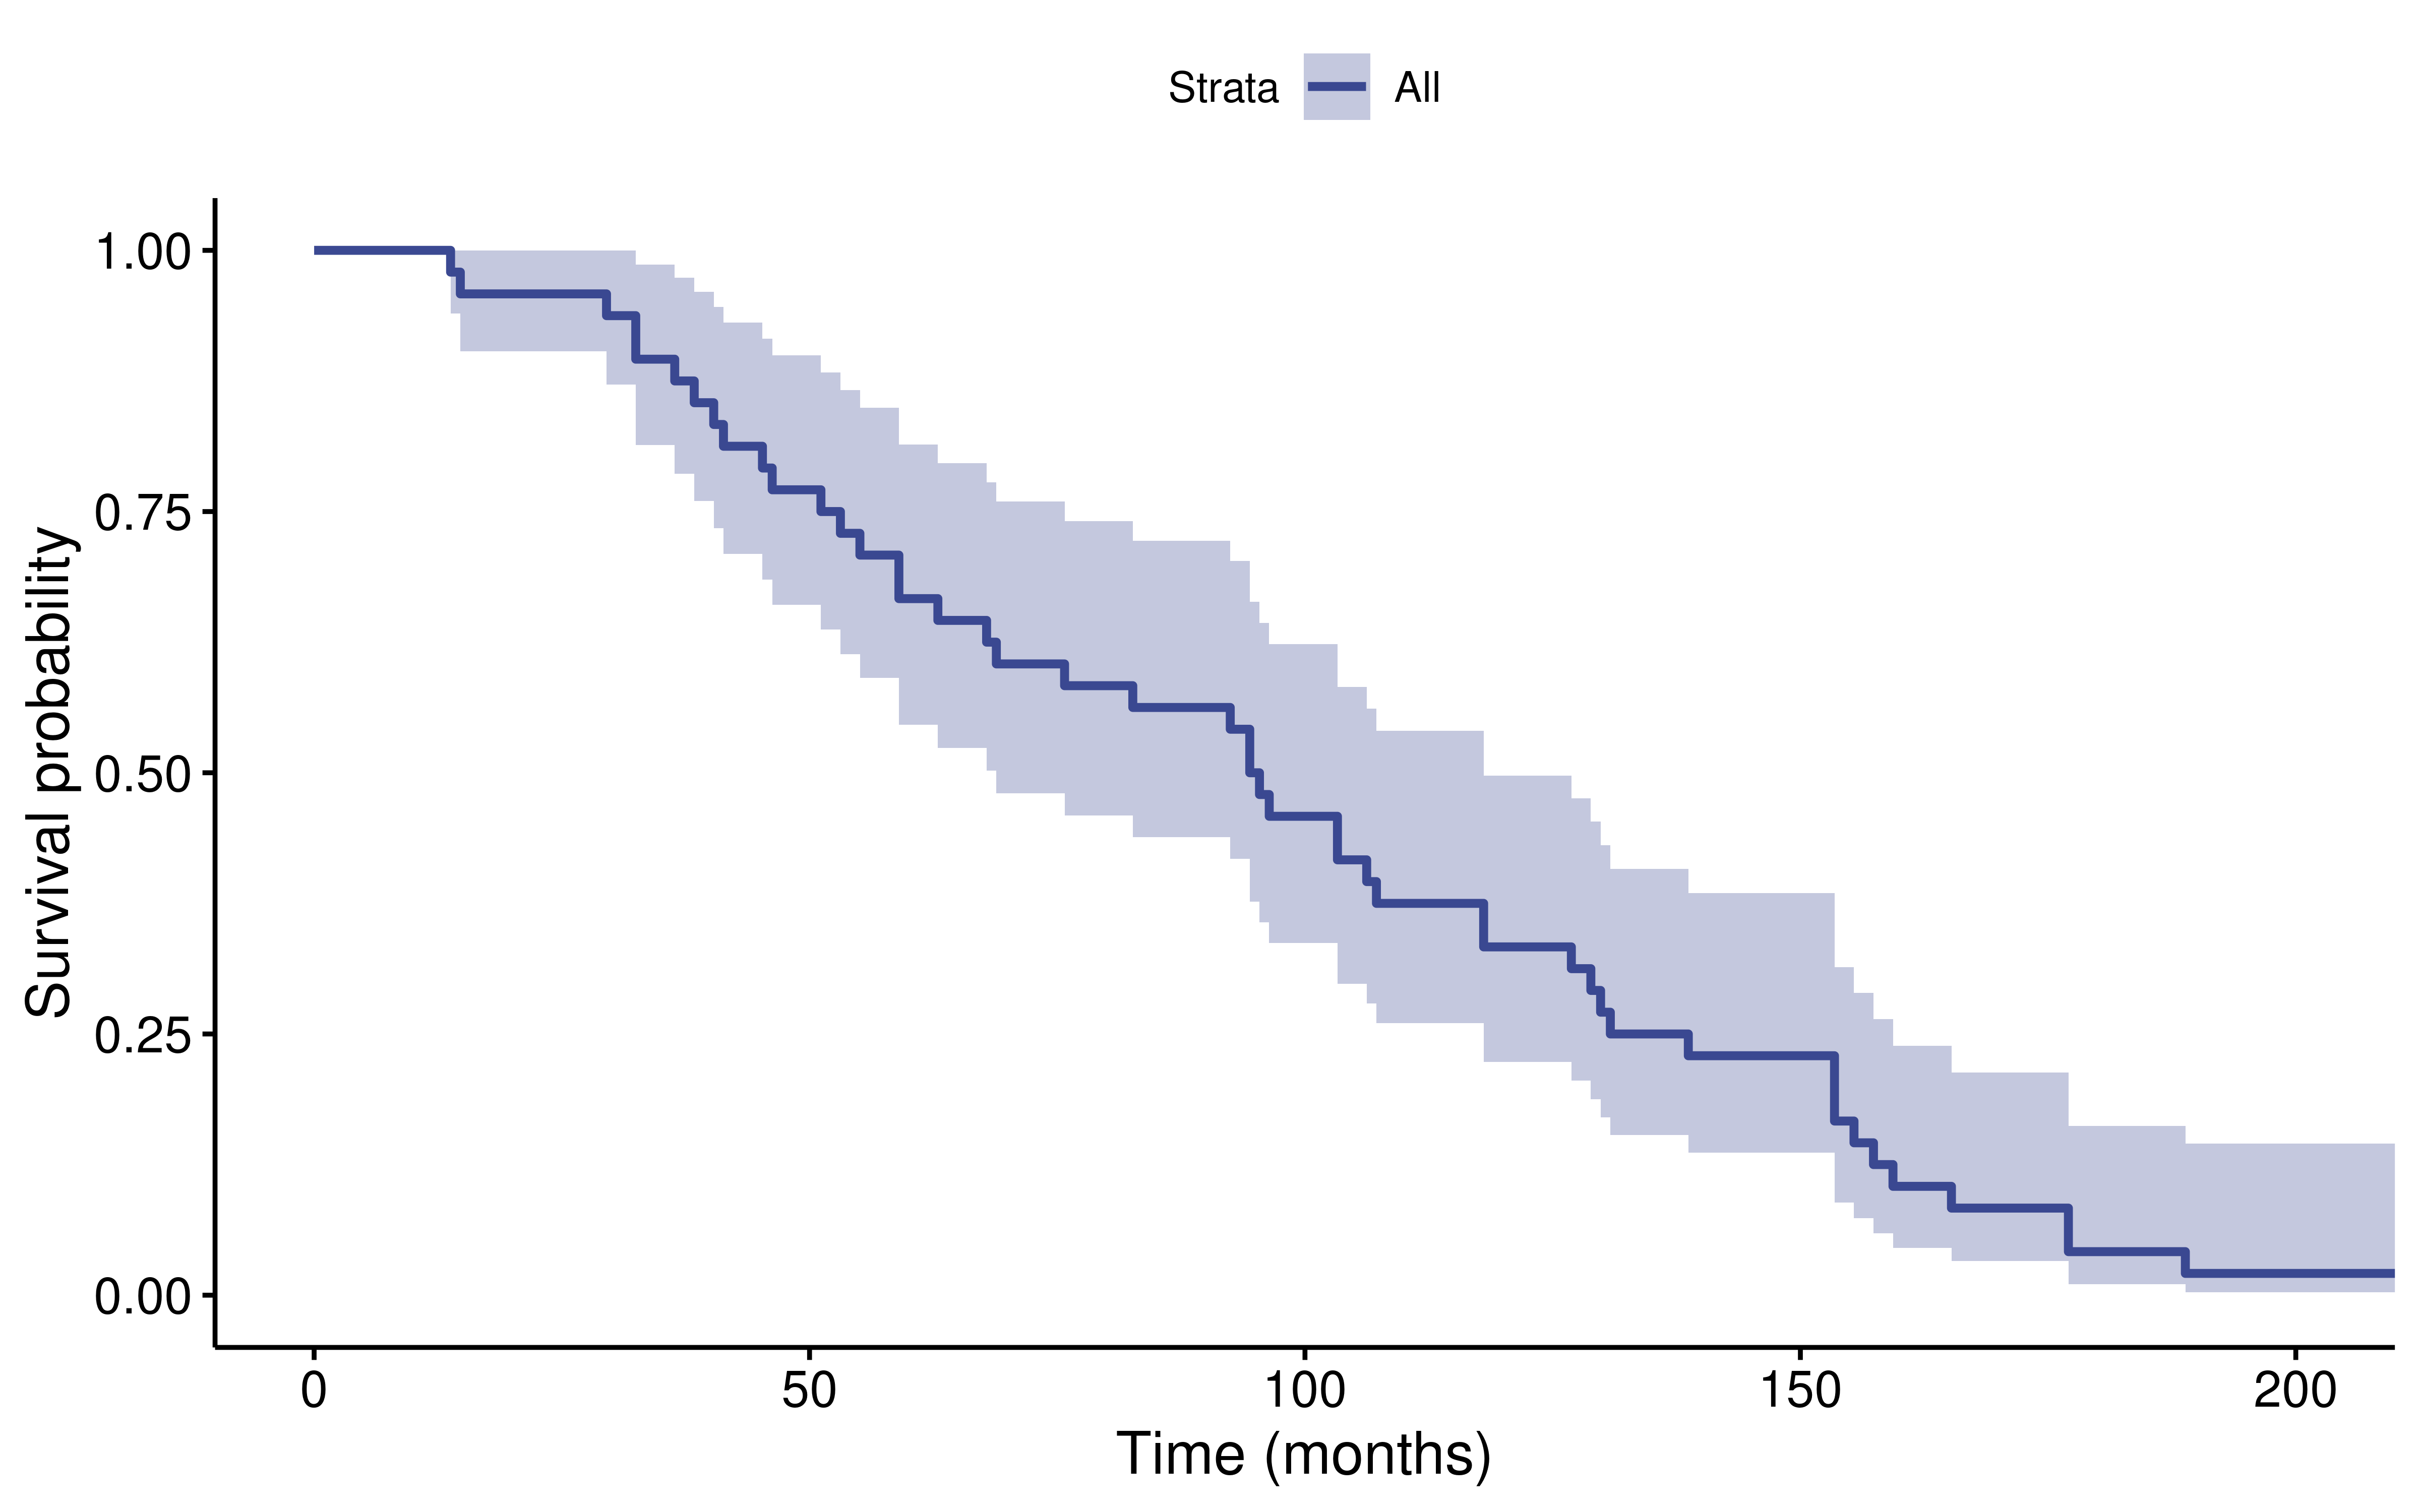 Strata All
1.00
0.75
0.50
0.25
0.00
Survival probability
0 50 100 150 200
Time (months)